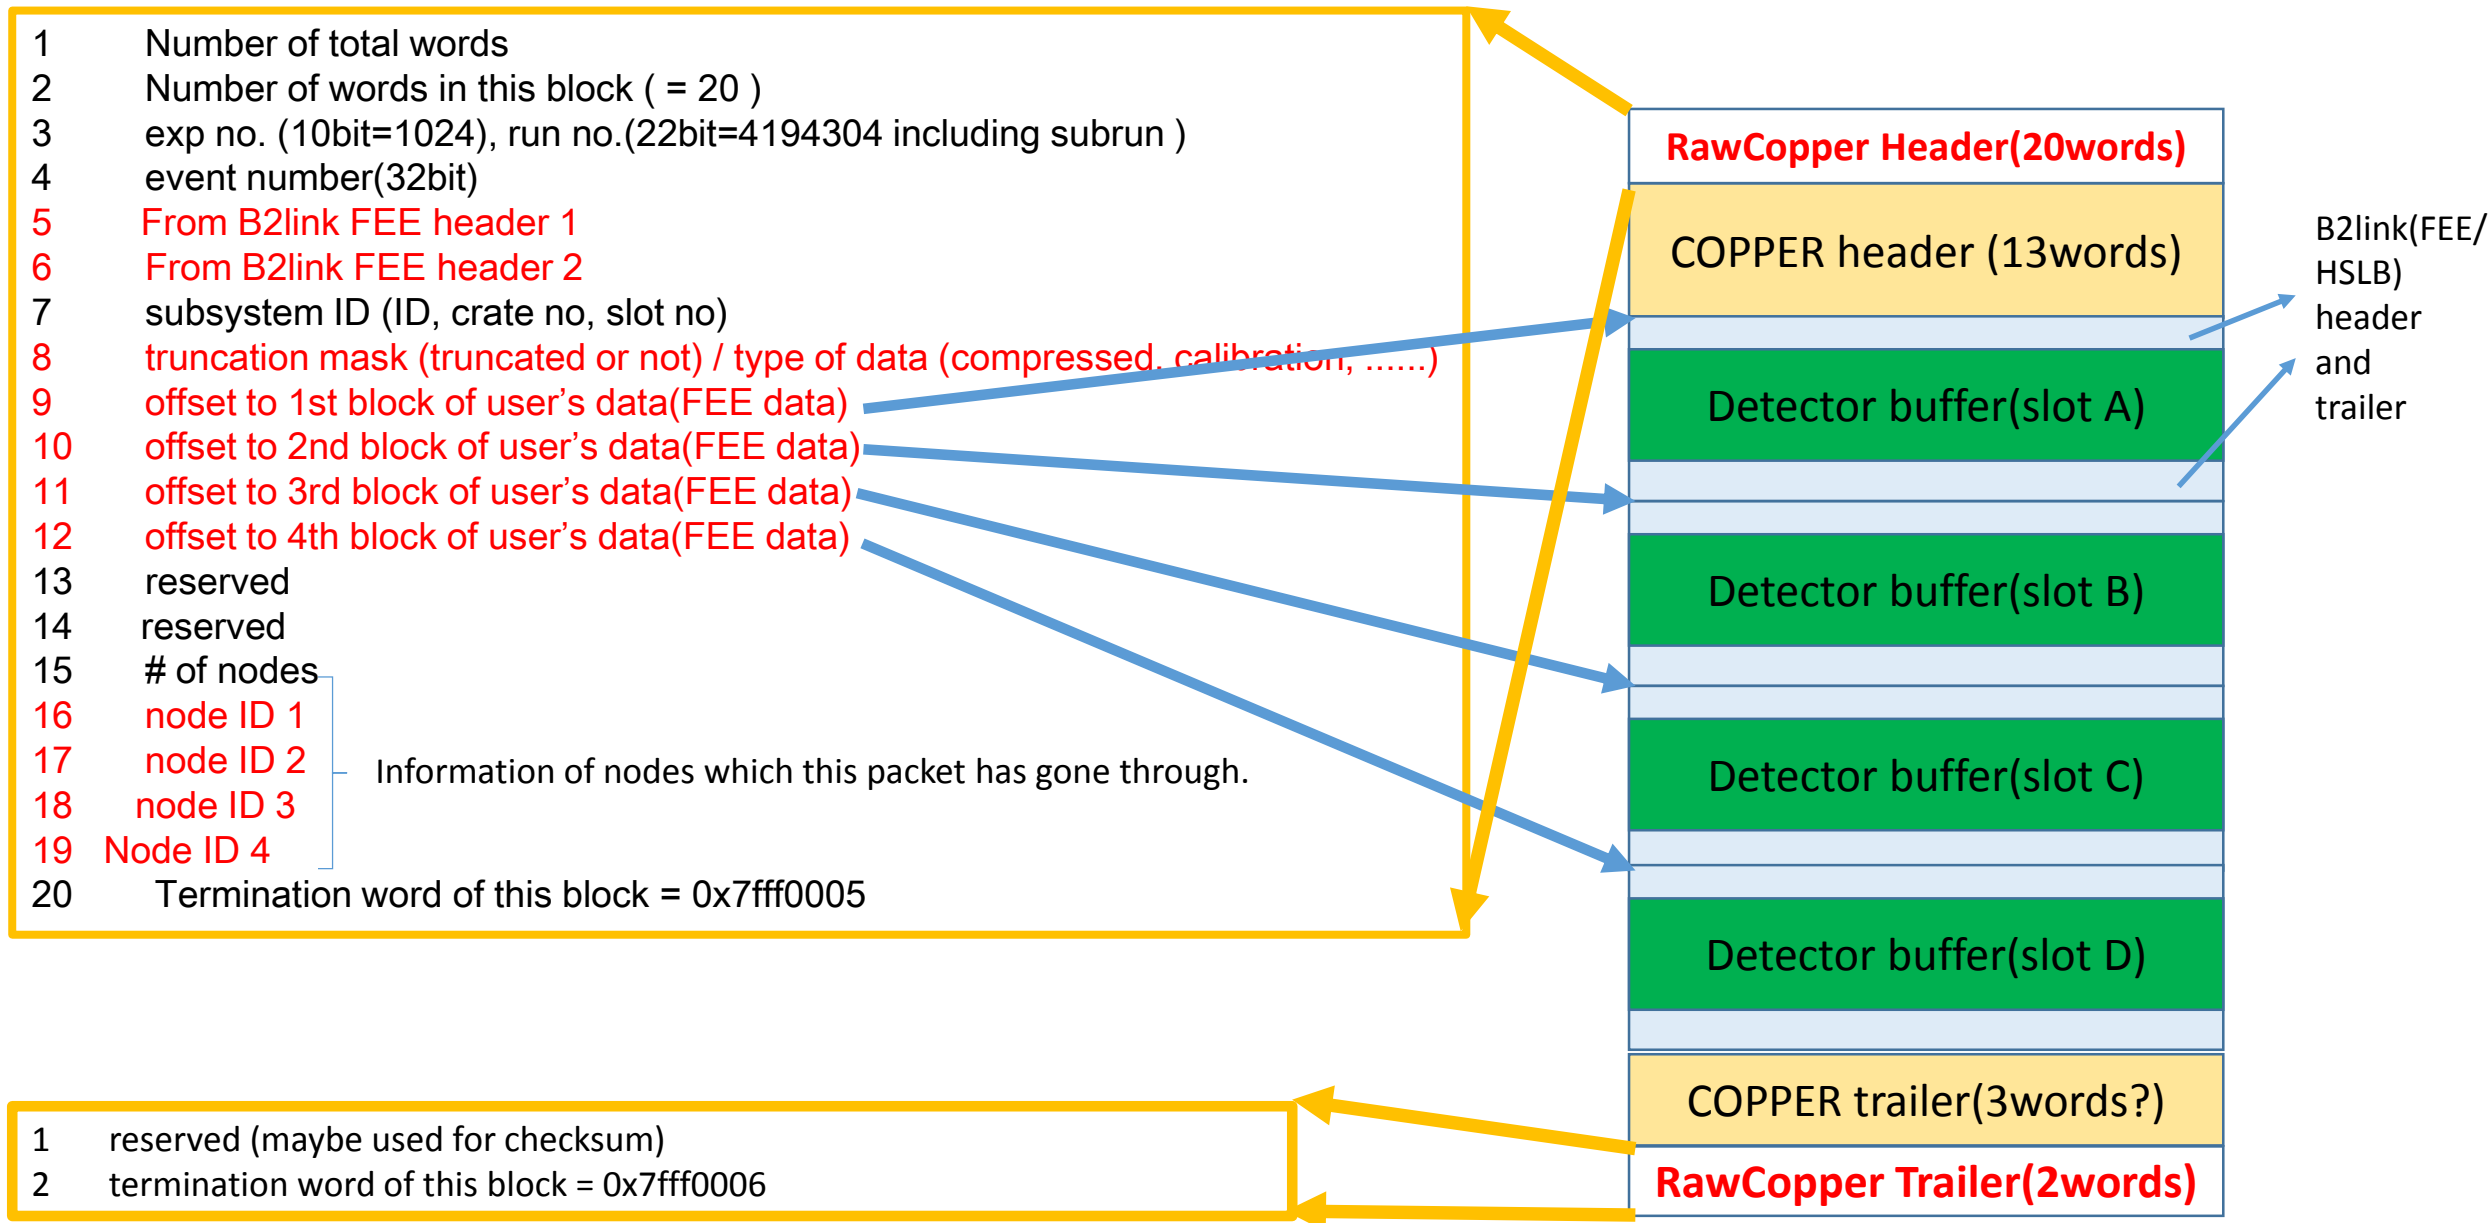 1 Number of total words
2 Number of words in this block ( = 20 )
3 exp no. (10bit=1024), run no.(22bit=4194304 including subrun )
4 event number(32bit)
5 From B2link FEE header 1
6 From B2link FEE header 2
7 subsystem ID (ID, crate no, slot no)
8 truncation mask (truncated or not) / type of data (compressed, calibration, ......)
9 offset to 1st block of user’s data(FEE data)
10 offset to 2nd block of user’s data(FEE data)
11 offset to 3rd block of user’s data(FEE data)
12 offset to 4th block of user’s data(FEE data)
13 reserved
14 reserved
15 # of nodes
16 node ID 1
17 node ID 2
18 node ID 3
19 Node ID 4
20 Termination word of this block = 0x7fff0005
Information of nodes which this packet has gone through.
1 reserved (maybe used for checksum)
2 termination word of this block = 0x7fff0006
RawCopper Header(20words)
COPPER header (13words)
Detector buffer(slot A)
Detector buffer(slot B)
Detector buffer(slot C)
Detector buffer(slot D)
COPPER trailer(3words?)
RawCopper Trailer(2words)
B2link(FEE/
HSLB)
header
and
trailer